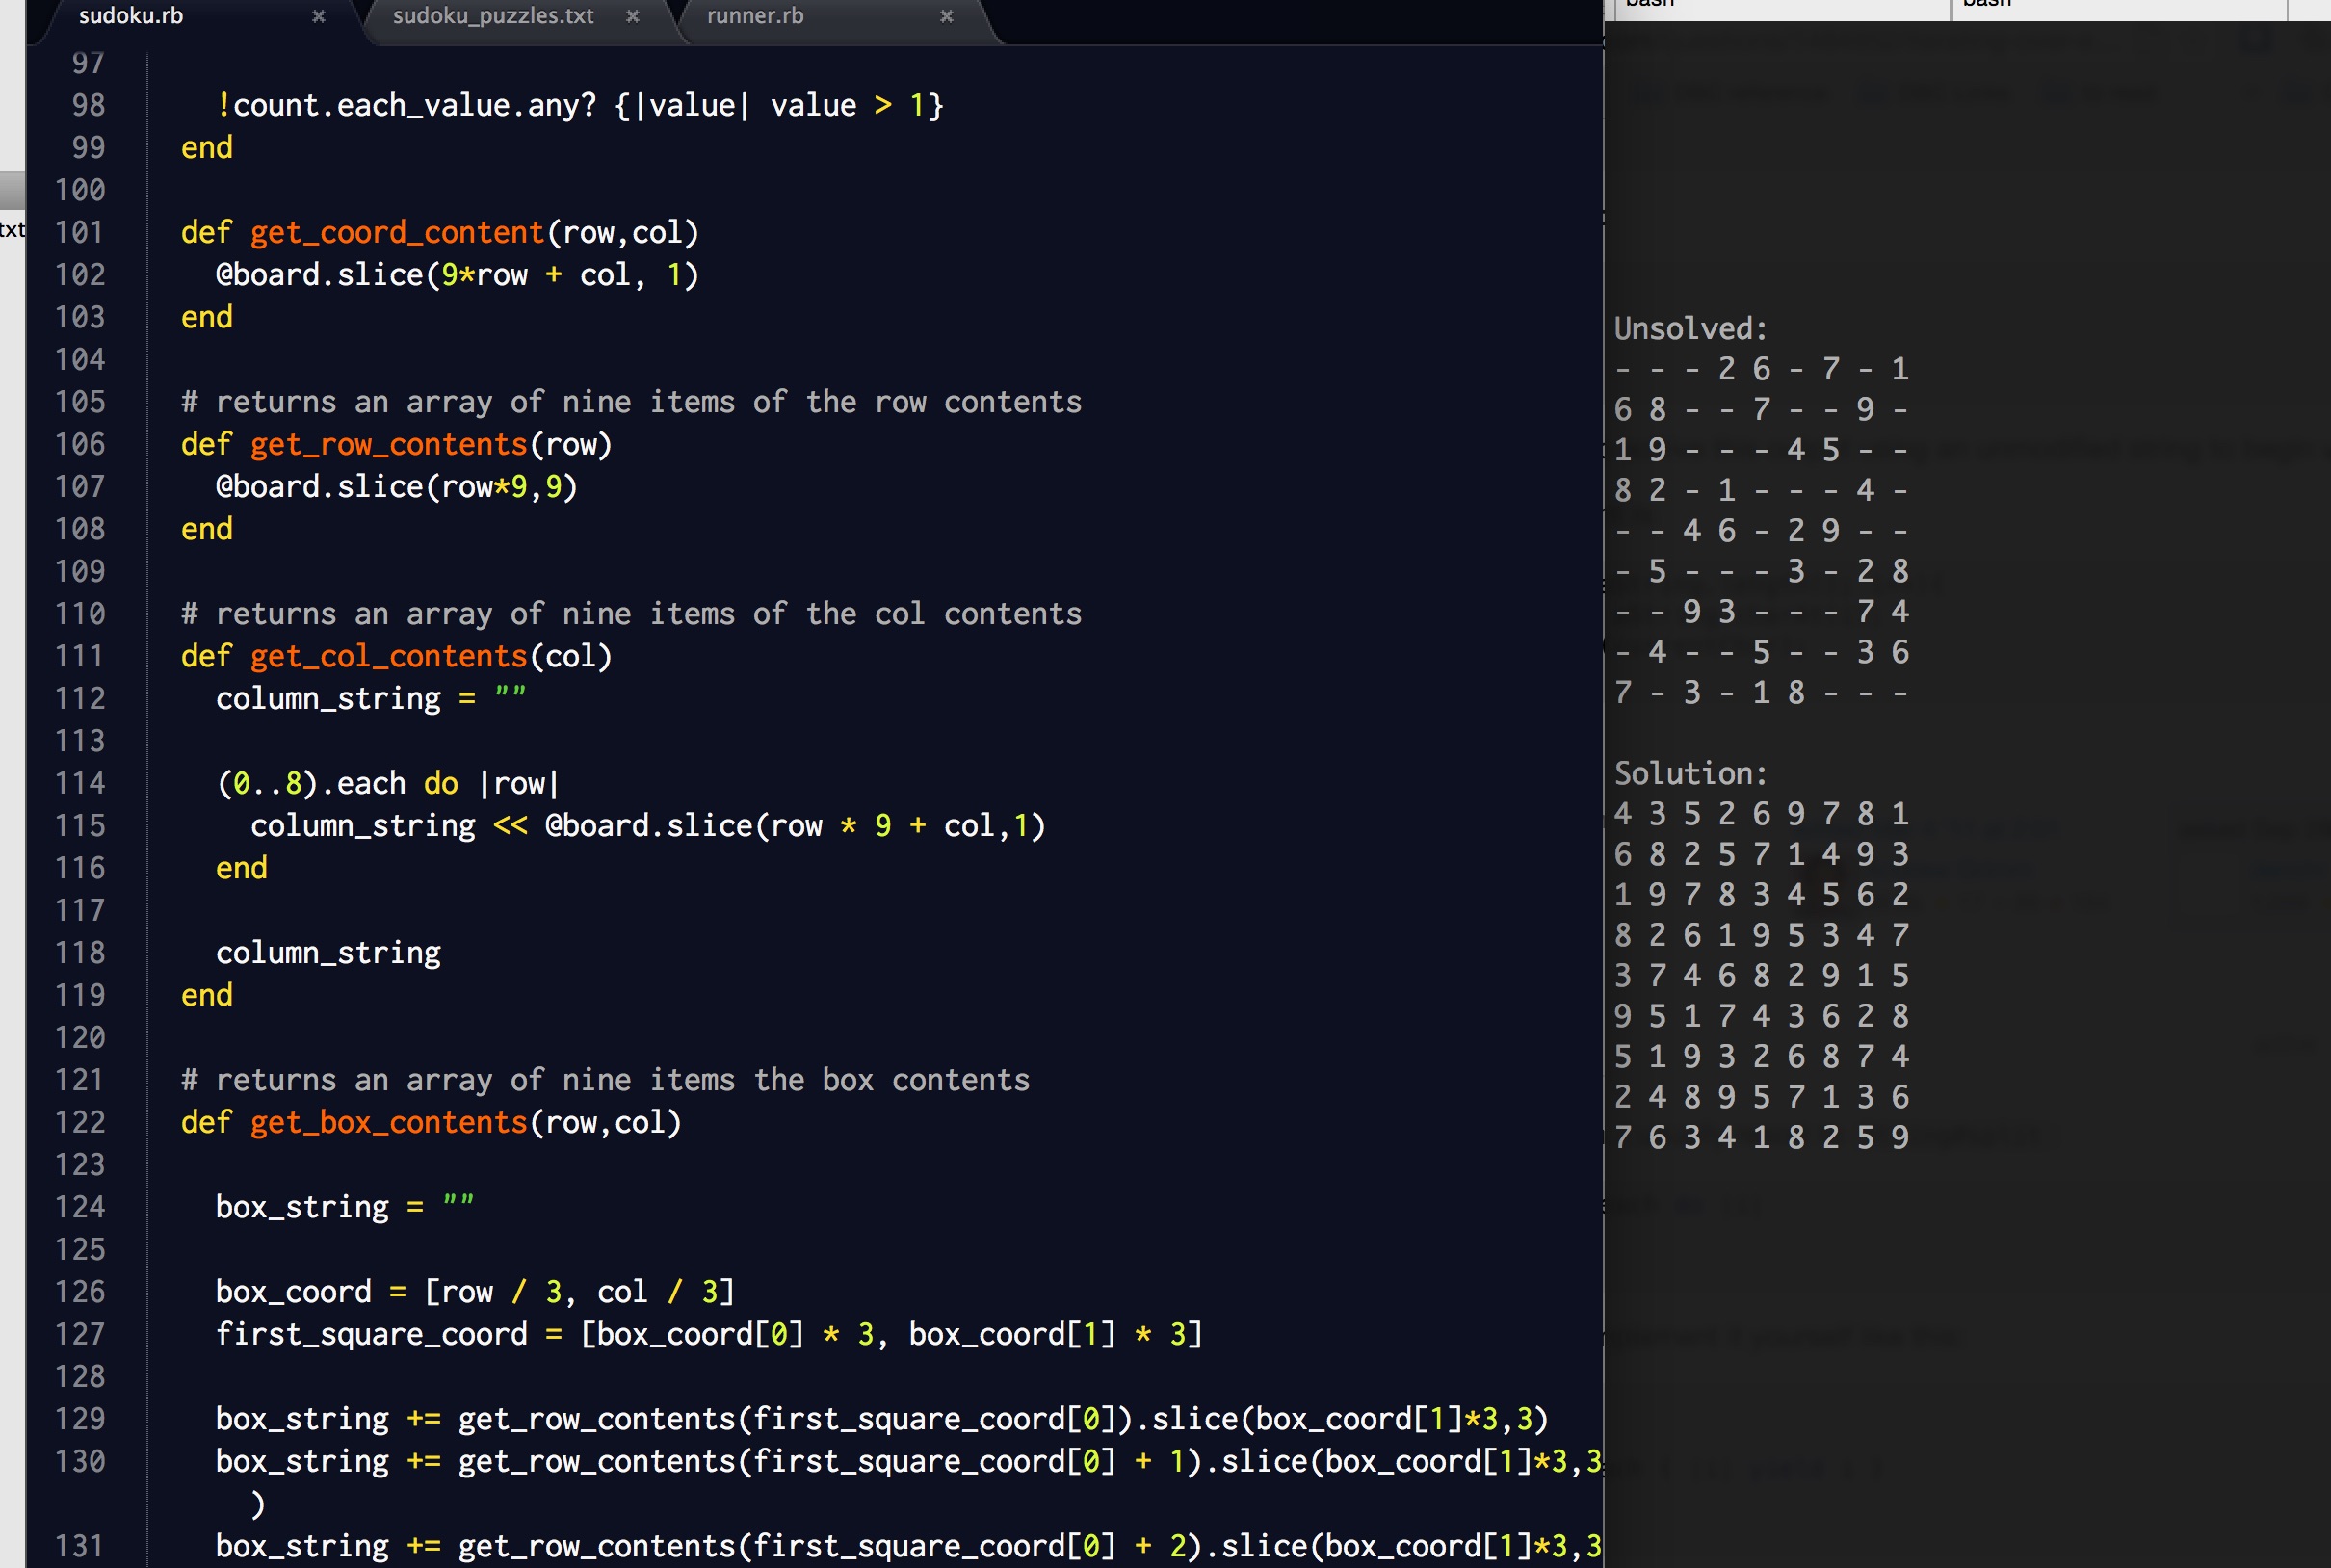 sudoku.rb × sudoku_puzzles.txt × runner.rb ×
bash bash
txt
97
98 !count.each_value.any? {|value| value > 1}
99 end
100
101 def get_coord_content(row,col)
102 @board.slice(9*row + col, 1)
103 end
104
105 # returns an array of nine items of the row contents
106 def get_row_contents(row)
107 @board.slice(row*9,9)
108 end
109
110 # returns an array of nine items of the col contents
111 def get_col_contents(col)
112 column_string = ""
113
114 (0..8).each do |row|
115 column_string << @board.slice(row * 9 + col,1)
116 end
117
118 column_string
119 end
120
121 # returns an array of nine items the box contents
122 def get_box_contents(row,col)
123
124 box_string = ""
125
126 box_coord = [row / 3, col / 3]
127 first_square_coord = [box_coord[0] * 3, box_coord[1] * 3]
128
129 box_string += get_row_contents(first_square_coord[0]).slice(box_coord[1]*3,3)
130 box_string += get_row_contents(first_square_coord[0] + 1).slice(box_coord[1]*3,3
)
131 box_string += get_row_contents(first_square_coord[0] + 2).slice(box_coord[1]*3,3
Unsolved:
- - - 2 6 - 7 - 1
6 8 - - 7 - - 9 -
1 9 - - - 4 5 - -
8 2 - 1 - - - 4 -
- - 4 6 - 2 9 - -
- 5 - - - 3 - 2 8
- - 9 3 - - - 7 4
- 4 - - 5 - - 3 6
7 - 3 - 1 8 - - -
Solution:
4 3 5 2 6 9 7 8 1
6 8 2 5 7 1 4 9 3
1 9 7 8 3 4 5 6 2
8 2 6 1 9 5 3 4 7
3 7 4 6 8 2 9 1 5
9 5 1 7 4 3 6 2 8
5 1 9 3 2 6 8 7 4
2 4 8 9 5 7 1 3 6
7 6 3 4 1 8 2 5 9